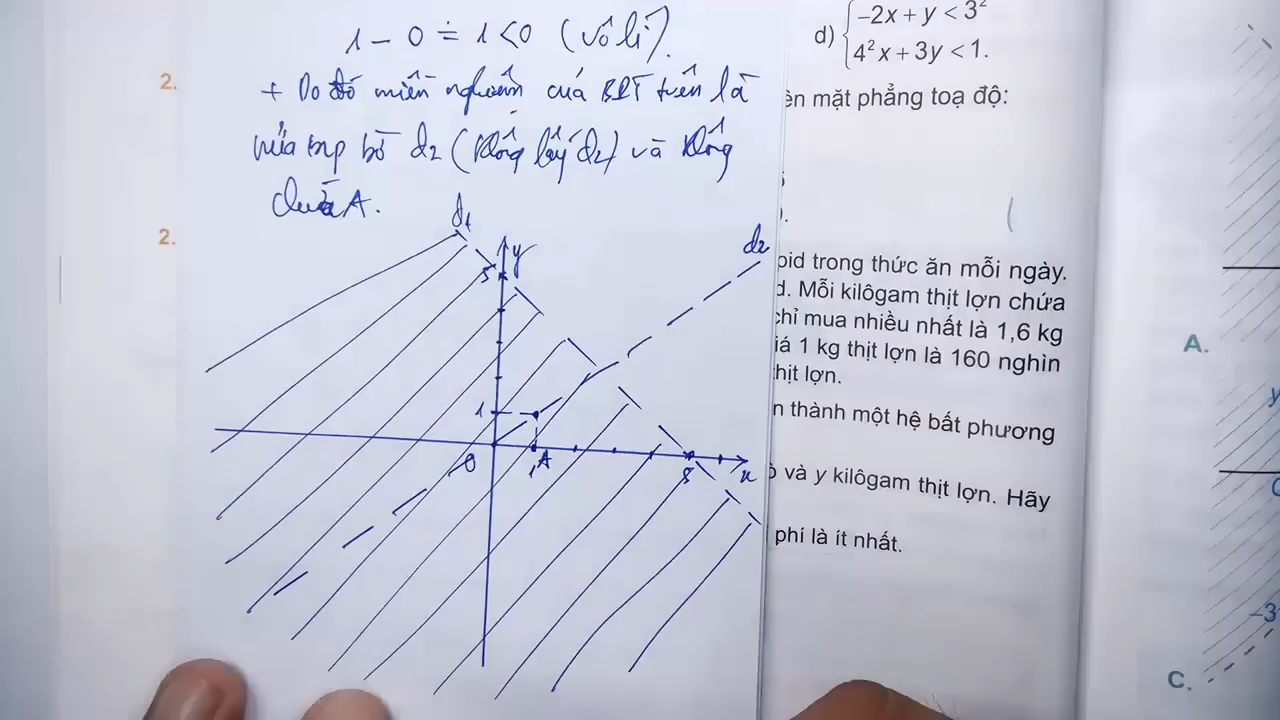 1 - 0 = 1 < 0 (vô lí).
+ Do đó miền nghiệm của BPT trên là
nửa mp bờ d2 (không lấy d2) và không
chứa A.
d1
y
5
d2
1
O
1
A
5
x
2.
2.
d) -2x + y < 3²
4²x + 3y < 1.
ên mặt phẳng toạ độ:
).
pid trong thức ăn mỗi ngày.
d. Mỗi kilôgam thịt lợn chứa
chỉ mua nhiều nhất là 1,6 kg
iá 1 kg thịt lợn là 160 nghìn
thịt lợn.
n thành một hệ bất phương
và y kilôgam thịt lợn. Hãy
phí là ít nhất.
A.
y
C.
-3